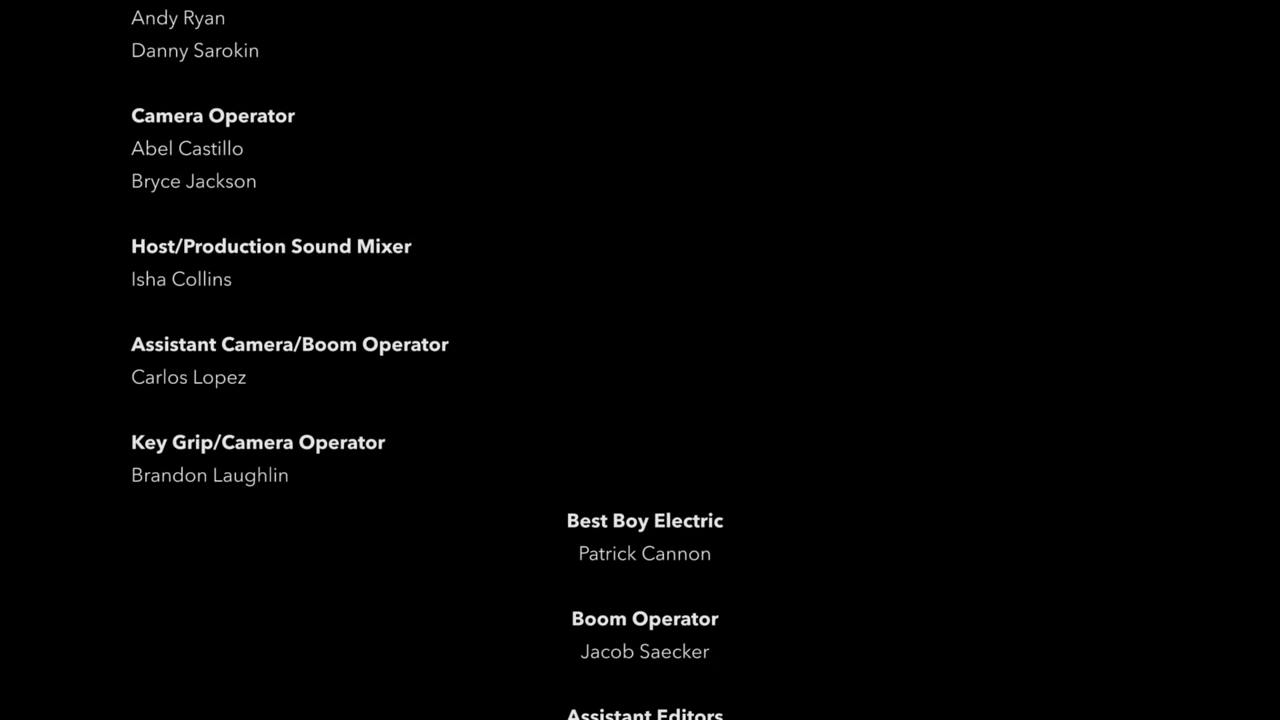 Andy Ryan
Danny Sarokin
Camera Operator
Abel Castillo
Bryce Jackson
Host/Production Sound Mixer
Isha Collins
Assistant Camera/Boom Operator
Carlos Lopez
Key Grip/Camera Operator
Brandon Laughlin
Best Boy Electric
Patrick Cannon
Boom Operator
Jacob Saecker
Assistant Editors